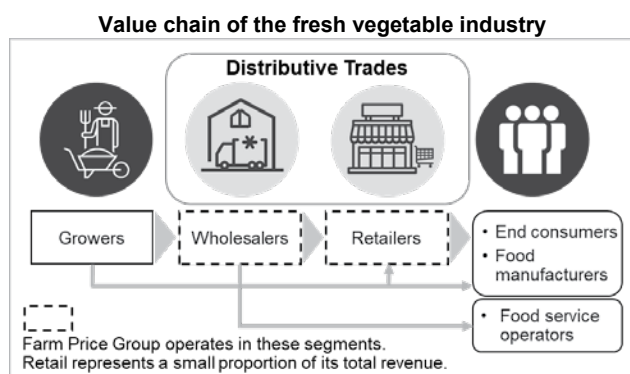 Value chain of the fresh vegetable industry
Distributive Trades
Growers
Wholesalers
Retailers
• End consumers
• Food
manufacturers
• Food service
operators
Farm Price Group operates in these segments.
Retail represents a small proportion of its total revenue.